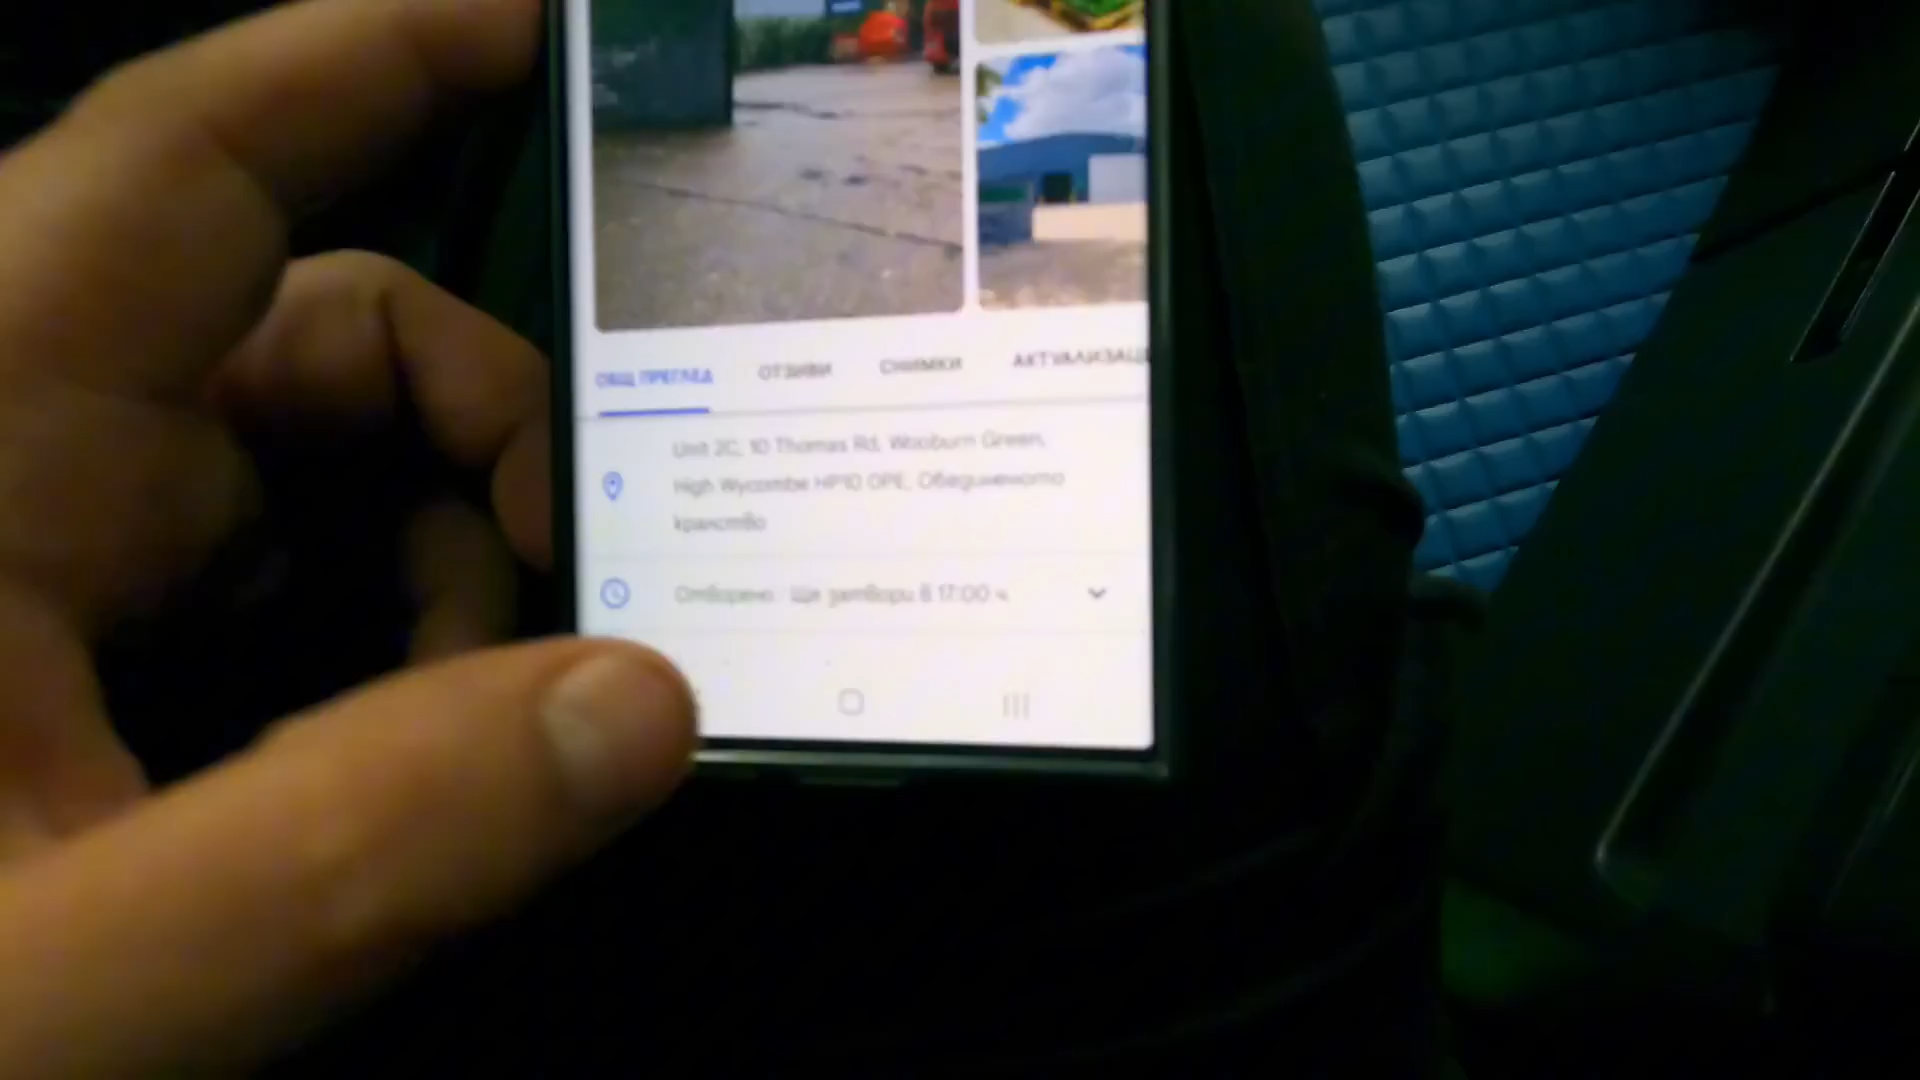 ОБЩ ПРЕГЛЕД ОТЗИВИ СНИМКИ АКТУАЛИЗАЦ
Unit 2C, 10 Thomas Rd, Wooburn Green,
High Wycombe HP10 0PE, Обединеното
кралство
Отворено Ще затвори в 17:00 ч.